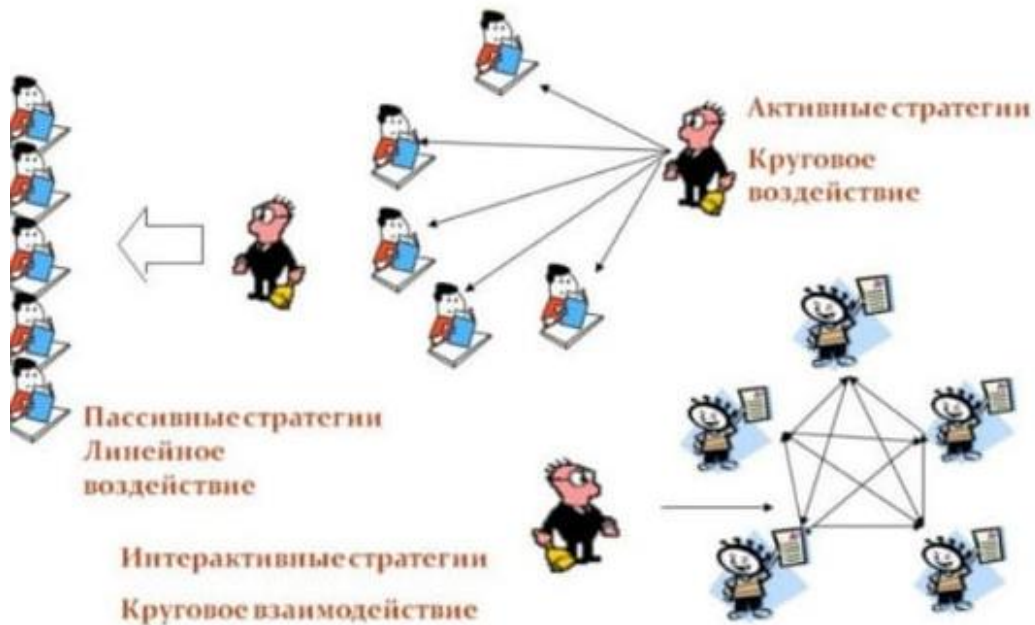 Активные стратегии
Круговое
воздействие
Пассивные стратегии
Линейное
воздействие
Интерактивные стратегии
Круговое взаимодействие